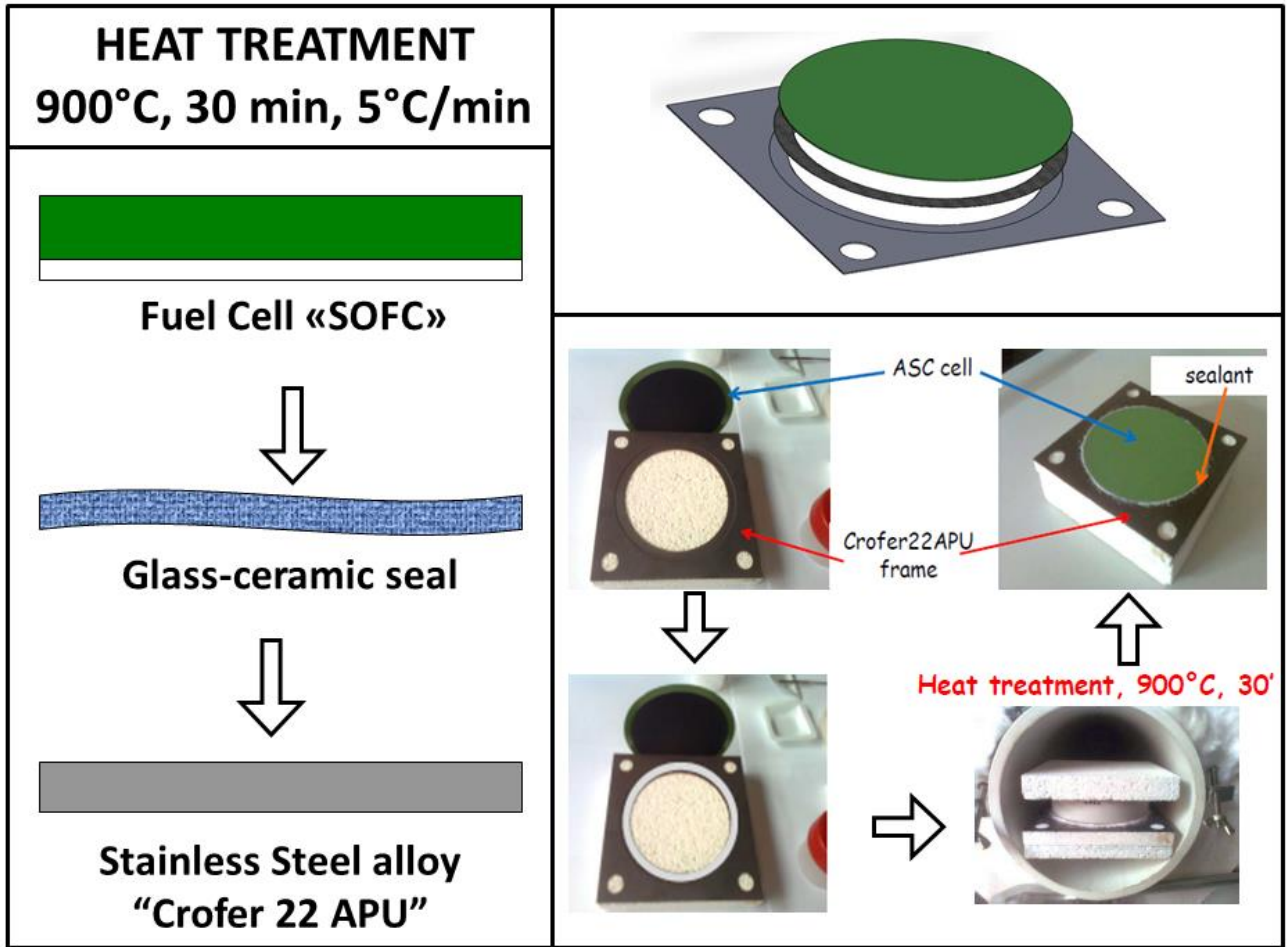 HEAT TREATMENT
900°C, 30 min, 5°C/min
Fuel Cell «SOFC»
Glass-ceramic seal
Stainless Steel alloy
“Crofer 22 APU”
ASC cell
sealant
Crofer22APU
frame
Heat treatment, 900°C, 30'